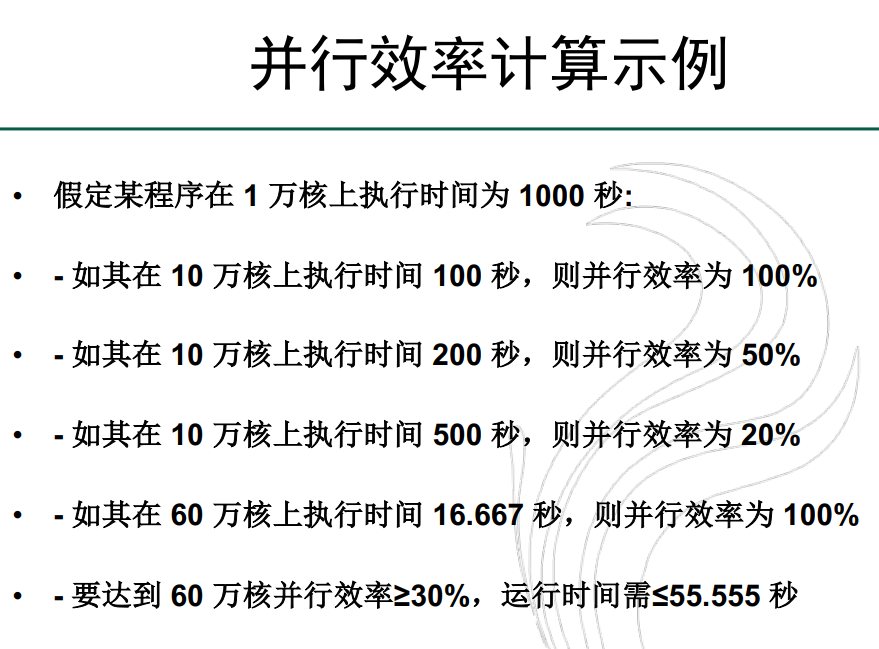 并行效率计算示例
• 假定某程序在 1 万核上执行时间为 1000 秒:
• - 如其在 10 万核上执行时间 100 秒，则并行效率为 100%
• - 如其在 10 万核上执行时间 200 秒，则并行效率为 50%
• - 如其在 10 万核上执行时间 500 秒，则并行效率为 20%
• - 如其在 60 万核上执行时间 16.667 秒，则并行效率为 100%
• - 要达到 60 万核并行效率≥30%，运行时间需≤55.555 秒